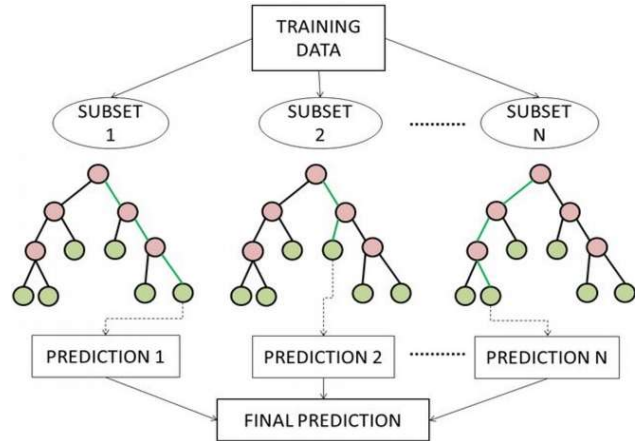 TRAINING
DATA
SUBSET
1
SUBSET
2
SUBSET
N
PREDICTION 1
PREDICTION 2
PREDICTION N
FINAL PREDICTION